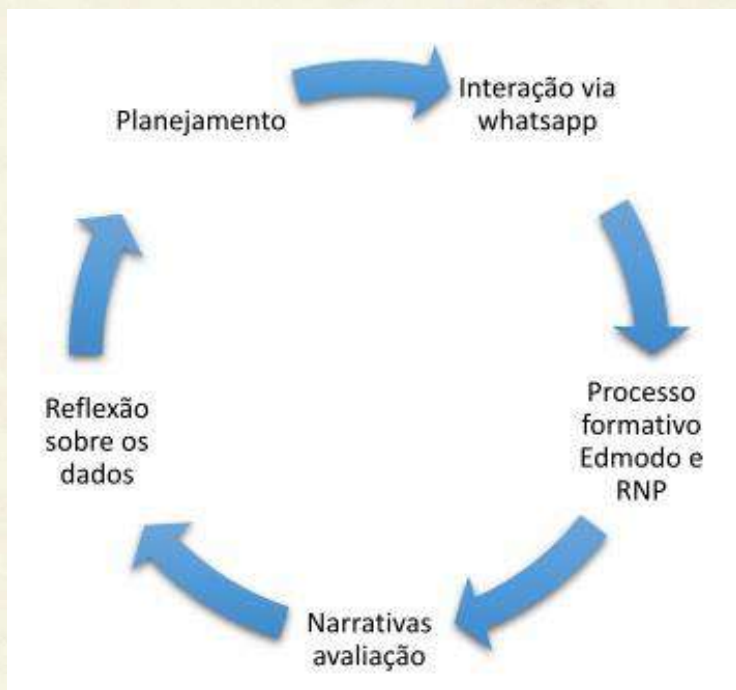 Planejamento
Interação via
whatsapp
Processo
formativo
Edmodo e
RNP
Narrativas
avaliação
Reflexão
sobre os
dados